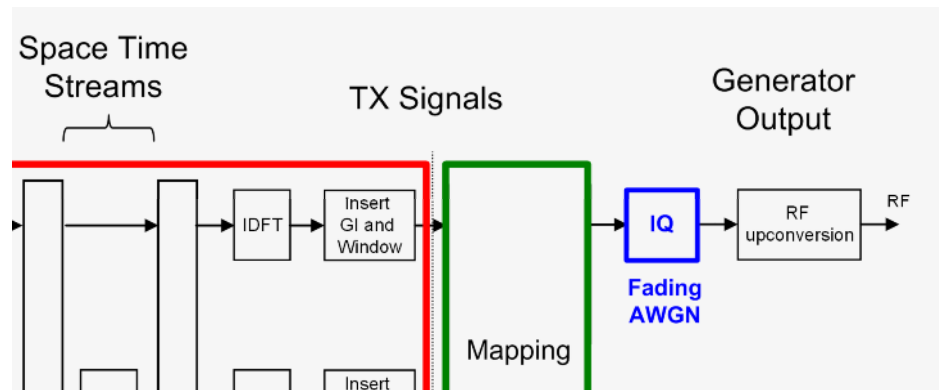 Space Time
Streams
TX Signals
Generator
Output
IDFT
Insert
GI and
Window
IQ
RF
upconversion
RF
Fading
AWGN
Mapping
Insert